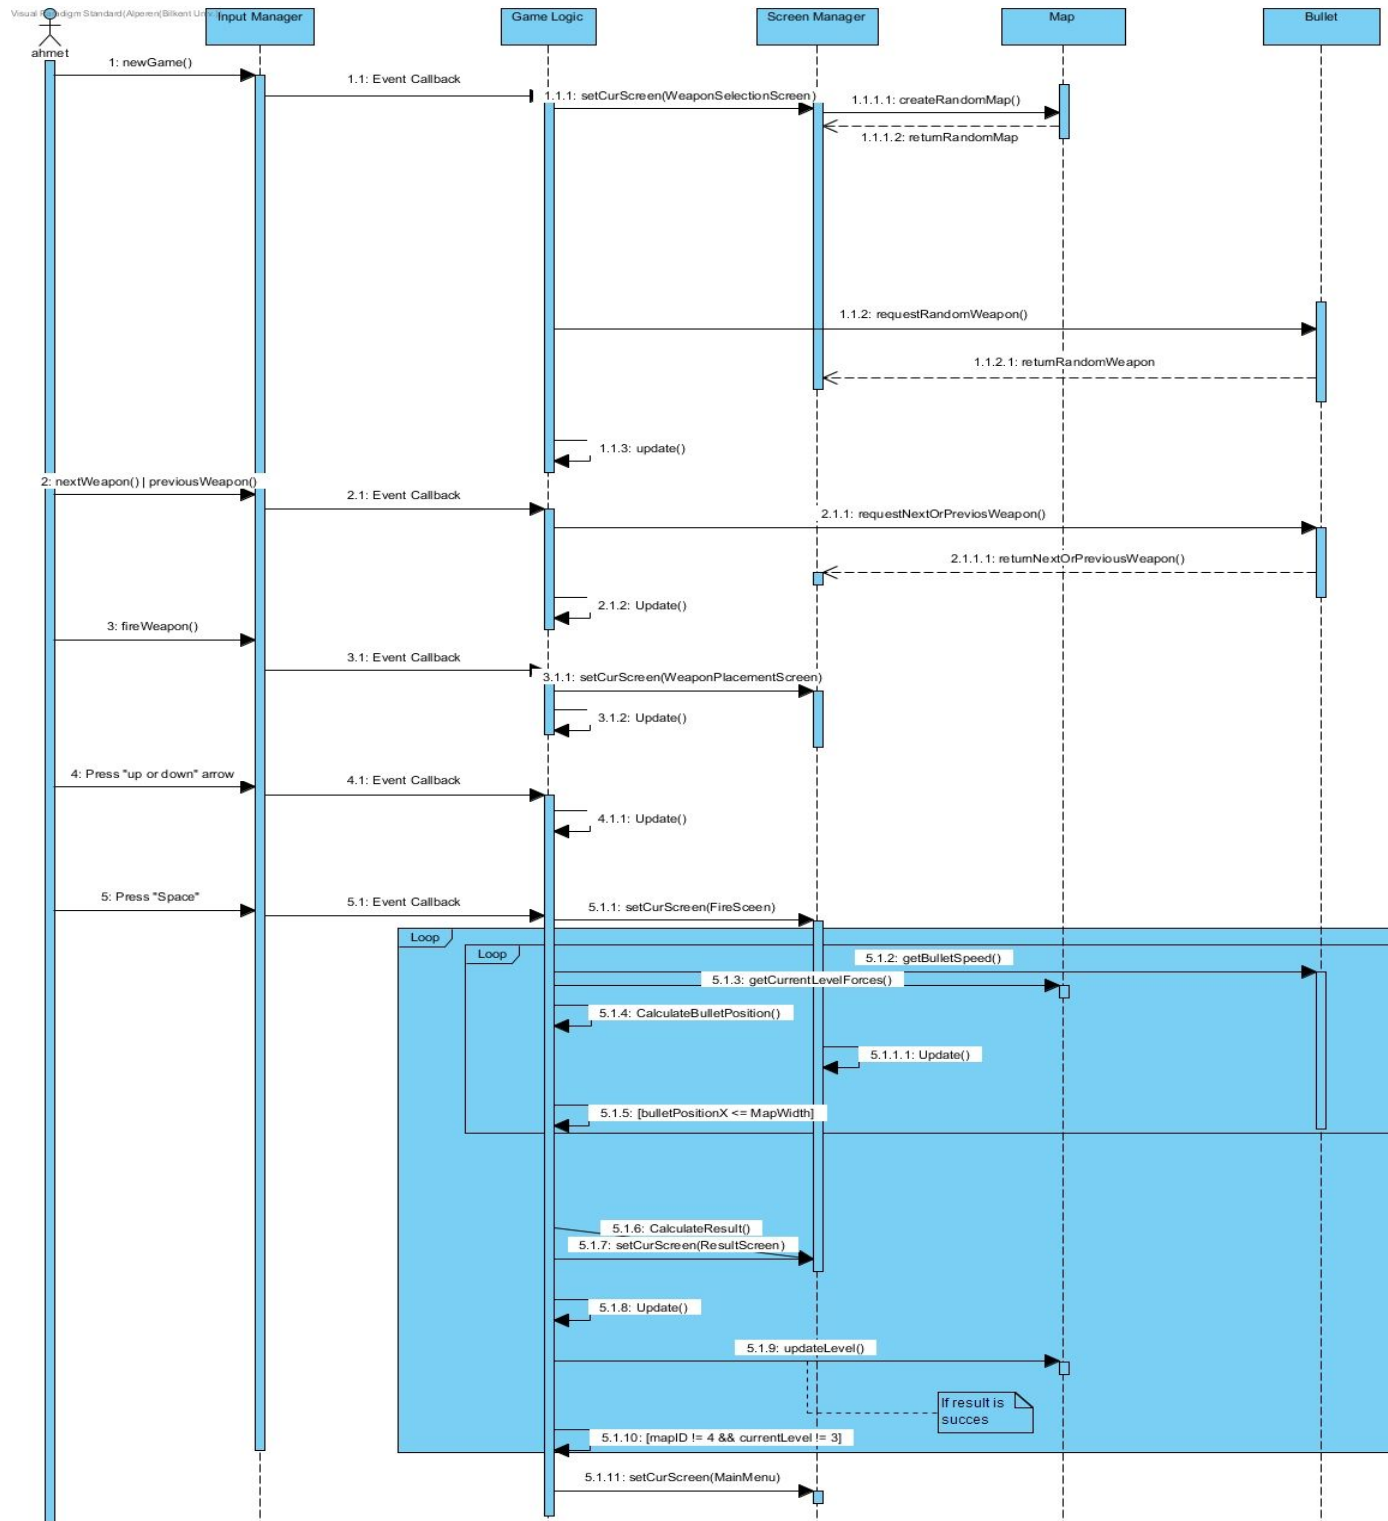 Visual Paradigm Standard(Alperen(Bilkent Univ.))
Input Manager
Game Logic
Screen Manager
Map
Bullet
ahmet
1: newGame()
1.1: Event Callback
1.1.1: setCurScreen(WeaponSelectionScreen)
1.1.1.1: createRandomMap()
1.1.1.2: returnRandomMap
1.1.2: requestRandomWeapon()
1.1.2.1: returnRandomWeapon
1.1.3: update()
2: nextWeapon() | previousWeapon()
2.1: Event Callback
2.1.1: requestNextOrPreviosWeapon()
2.1.1.1: returnNextOrPreviousWeapon()
2.1.2: Update()
3: fireWeapon()
3.1: Event Callback
3.1.1: setCurScreen(WeaponPlacementScreen)
3.1.2: Update()
4: Press "up or down" arrow
4.1: Event Callback
4.1.1: Update()
5: Press "Space"
5.1: Event Callback
5.1.1: setCurScreen(FireSceen)
Loop
Loop
5.1.2: getBulletSpeed()
5.1.3: getCurrentLevelForces()
5.1.4: CalculateBulletPosition()
5.1.1.1: Update()
5.1.5: [bulletPositionX <= MapWidth]
5.1.6: CalculateResult()
5.1.7: setCurScreen(ResultScreen)
5.1.8: Update()
5.1.9: updateLevel()
If result is
succes
5.1.10: [mapID != 4 && currentLevel != 3]
5.1.11: setCurScreen(MainMenu)